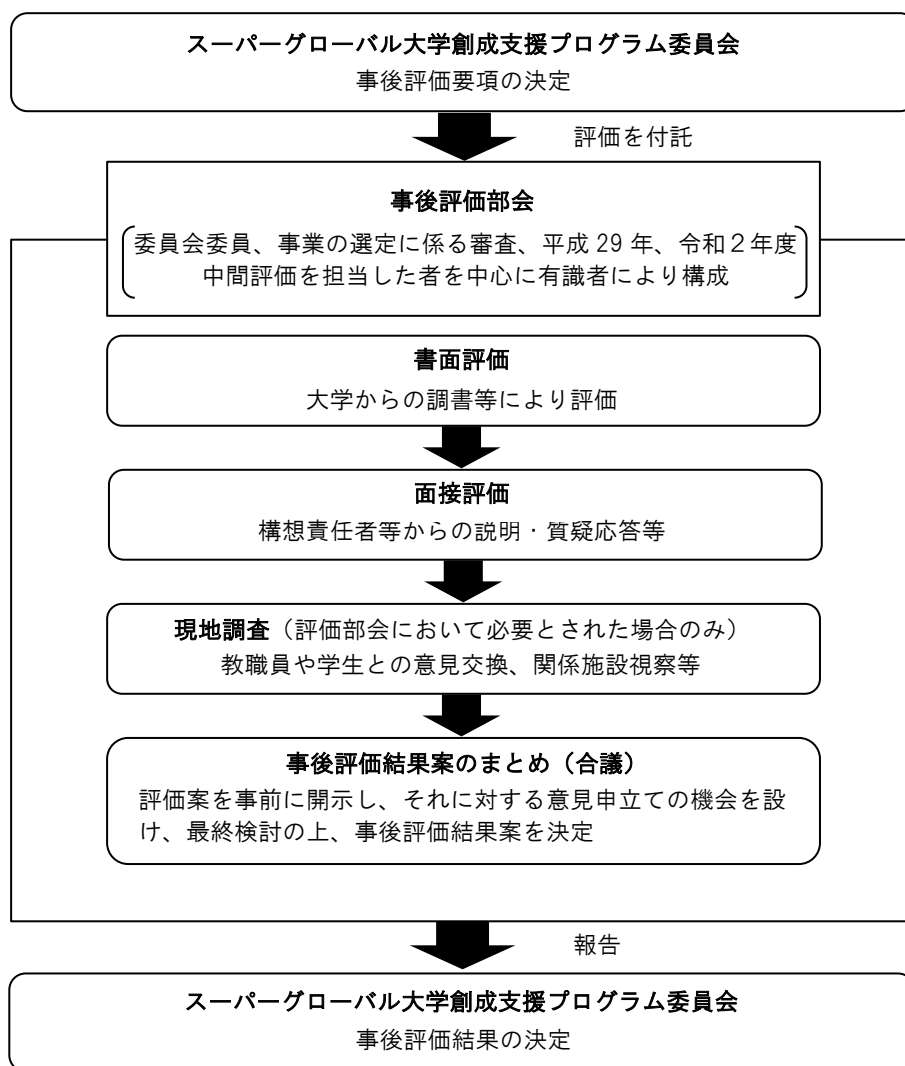 スーパーグローバル大学創成支援プログラム委員会
事後評価要項の決定
評価を付託
事後評価部会
委員会委員、事業の選定に係る審査、平成 29 年、令和２年度
中間評価を担当した者を中心に有識者により構成
書面評価
大学からの調書等により評価
面接評価
構想責任者等からの説明・質疑応答等
現地調査（評価部会において必要とされた場合のみ）
教職員や学生との意見交換、関係施設視察等
事後評価結果案のまとめ（合議）
評価案を事前に開示し、それに対する意見申立ての機会を設
け、最終検討の上、事後評価結果案を決定
報告
スーパーグローバル大学創成支援プログラム委員会
事後評価結果の決定